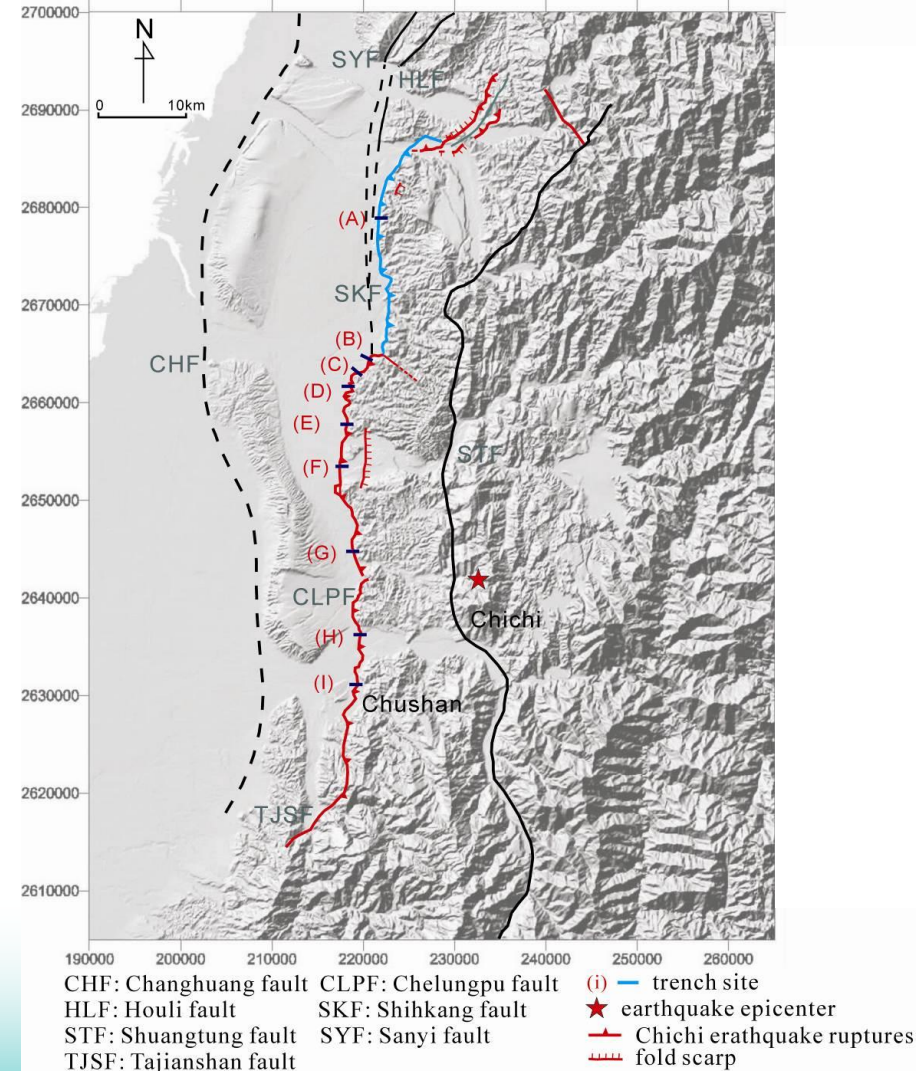 2700000
N
SYF
HLF
2690000
0 10km
2680000
(A)
SKF
2670000
(B)
CHF
(C)
(D)
2660000
(E)
STF
(F)
2650000
(G)
2640000
CLPF
Chichi
(H)
2630000
(I)
Chushan
2620000
TJSF
2610000
190000 200000 210000 220000 230000 240000 250000 260000
CHF: Changhuang fault CLPF: Chelungpu fault (i) trench site
HLF: Houli fault SKF: Shihkang fault earthquake epicenter
STF: Shuangtung fault SYF: Sanyi fault Chichi erathquake ruptures
TJSF: Tajianshan fault fold scarp